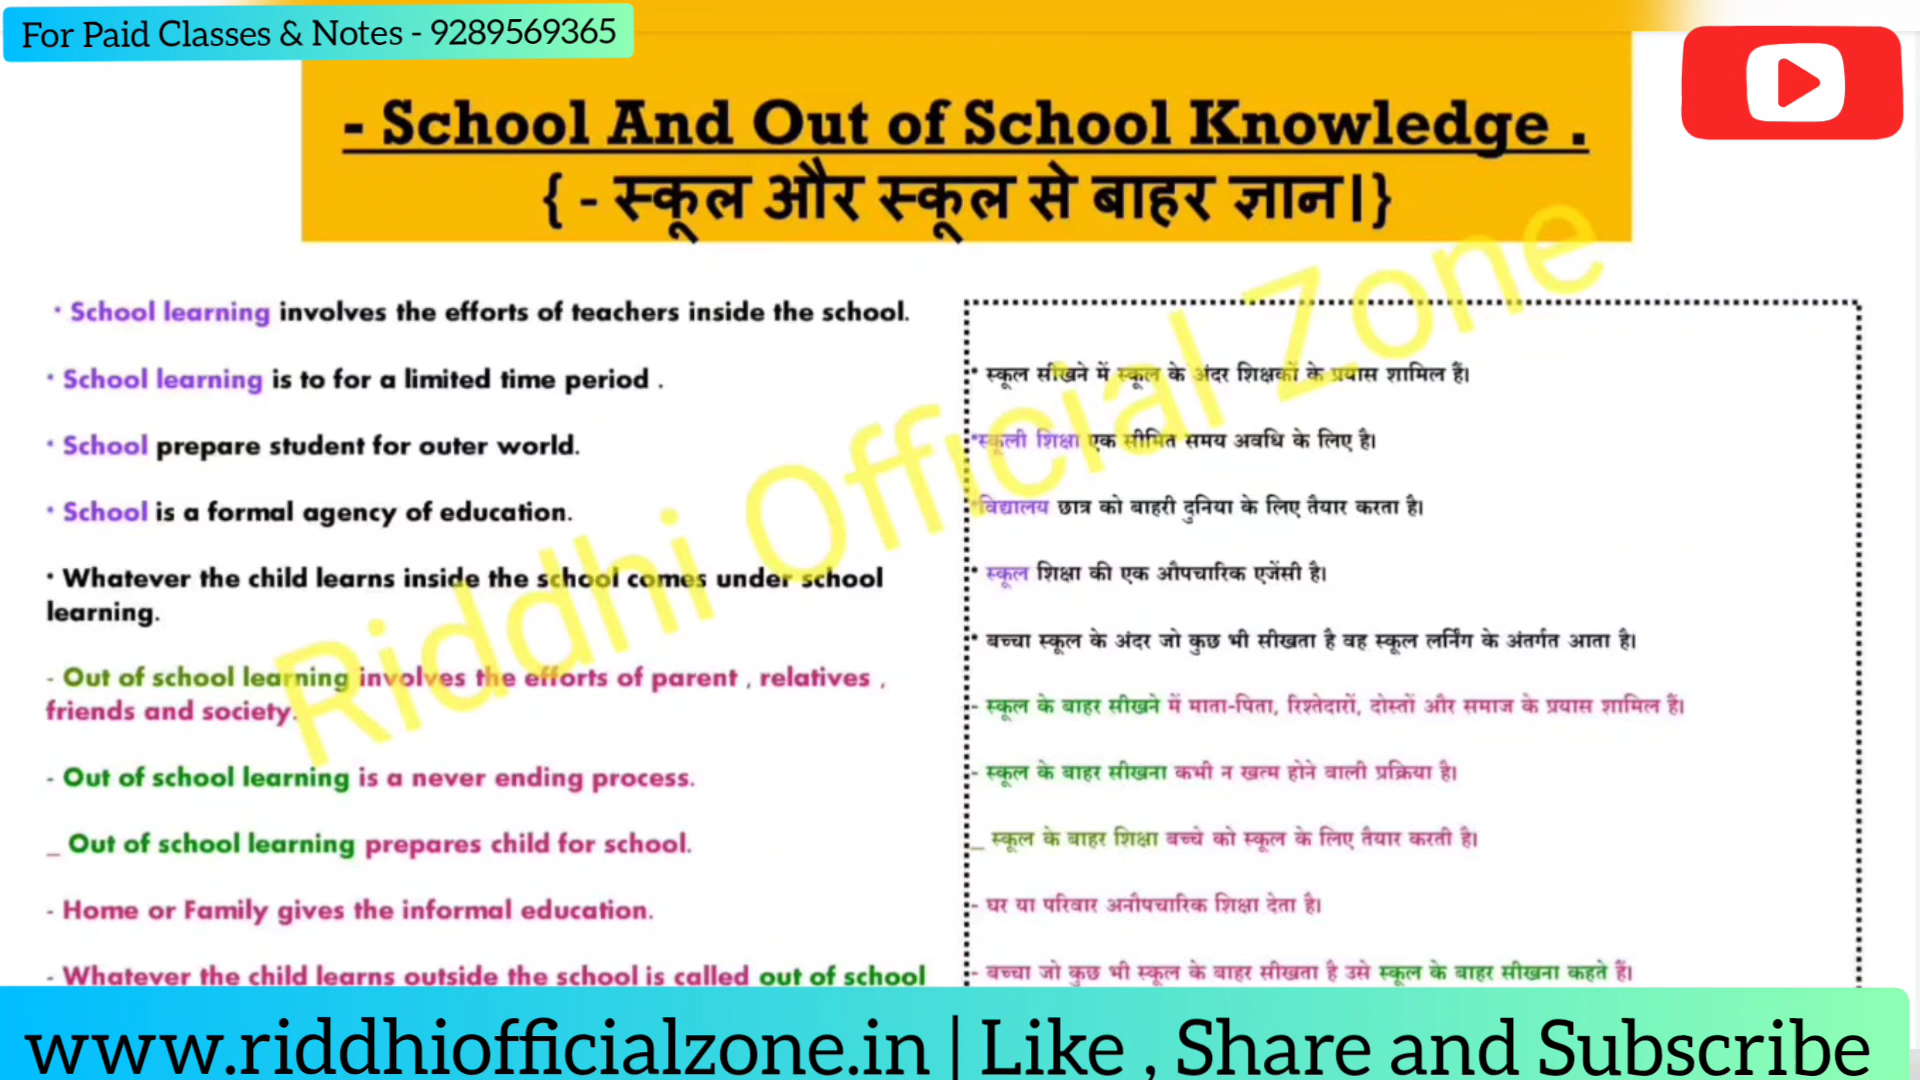 For Paid Classes & Notes - 9289569365
- School And Out of School Knowledge .
{ - स्कूल और स्कूल से बाहर ज्ञान।}
• School learning involves the efforts of teachers inside the school.
• School learning is to for a limited time period .
• School prepare student for outer world.
• School is a formal agency of education.
• Whatever the child learns inside the school comes under school
learning.
- Out of school learning involves the efforts of parent , relatives ,
friends and society.
- Out of school learning is a never ending process.
_ Out of school learning prepares child for school.
- Home or Family gives the informal education.
- Whatever the child learns outside the school is called out of school
• स्कूल सीखने में स्कूल के अंदर शिक्षकों के प्रयास शामिल हैं।
•स्कूली शिक्षा एक सीमित समय अवधि के लिए है।
•विद्यालय छात्र को बाहरी दुनिया के लिए तैयार करता है।
• स्कूल शिक्षा की एक औपचारिक एजेंसी है।
• बच्चा स्कूल के अंदर जो कुछ भी सीखता है वह स्कूल लर्निंग के अंतर्गत आता है।
- स्कूल के बाहर सीखने में माता-पिता, रिश्तेदारों, दोस्तों और समाज के प्रयास शामिल हैं।
- स्कूल के बाहर सीखना कभी न खत्म होने वाली प्रक्रिया है।
_ स्कूल के बाहर शिक्षा बच्चे को स्कूल के लिए तैयार करती है।
- घर या परिवार अनौपचारिक शिक्षा देता है।
- बच्चा जो कुछ भी स्कूल के बाहर सीखता है उसे स्कूल के बाहर सीखना कहते हैं।
Riddhi Official Zone
www.riddhiofficialzone.in | Like , Share and Subscribe